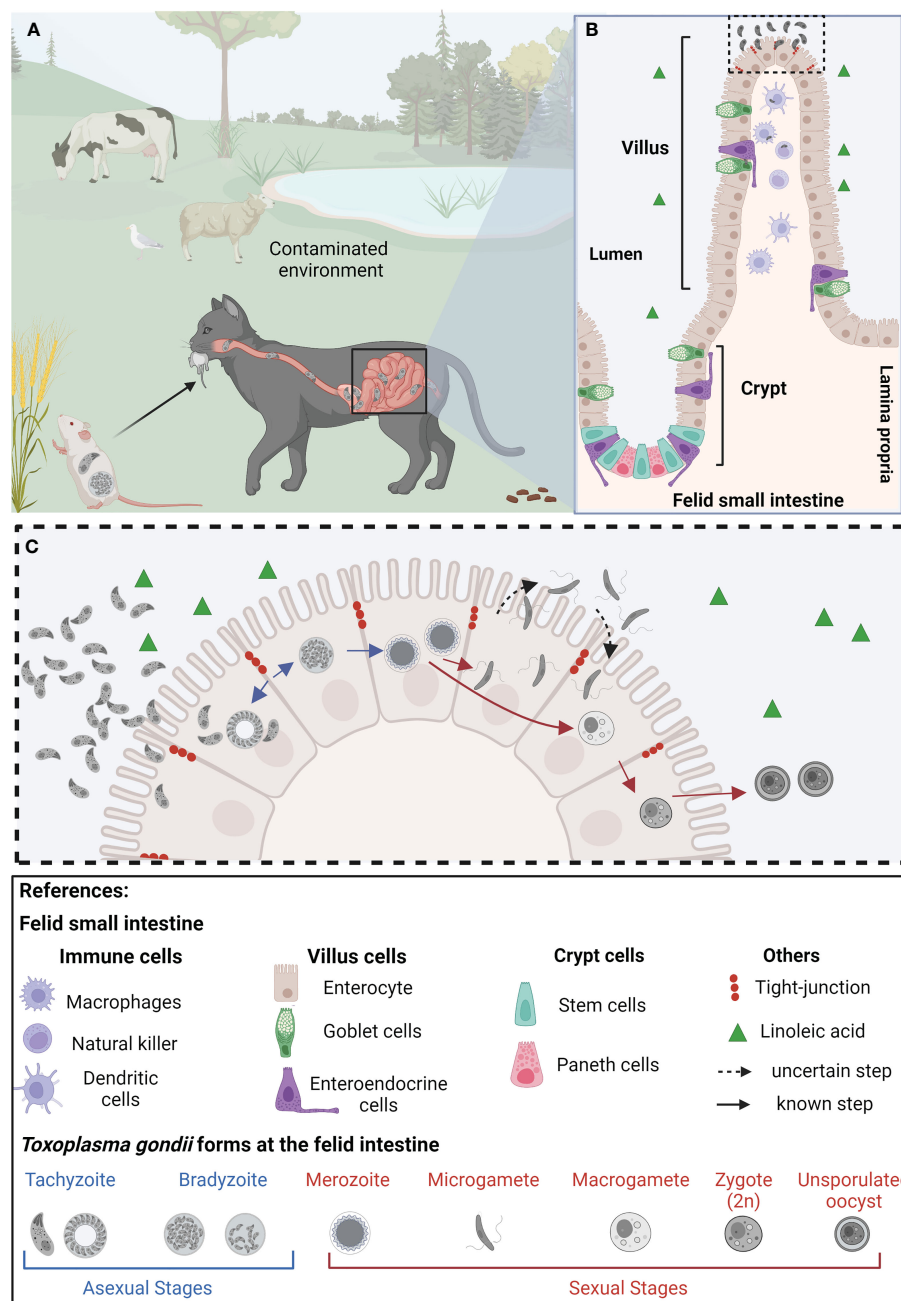 A
Contaminated
environment
B
Villus
Lumen
Crypt
Lamina propria
Felid small intestine
C
References:
Felid small intestine
Immune cells
Macrophages
Natural killer
Dendritic
cells
Villus cells
Enterocyte
Goblet cells
Enteroendocrine
cells
Crypt cells
Stem cells
Paneth cells
Others
Tight-junction
Linoleic acid
uncertain step
known step
Toxoplasma gondii forms at the felid intestine
Tachyzoite
Bradyzoite
Merozoite
Microgamete
Macrogamete
Zygote
(2n)
Unsporulate
oocyst
Asexual Stages
Sexual Stages